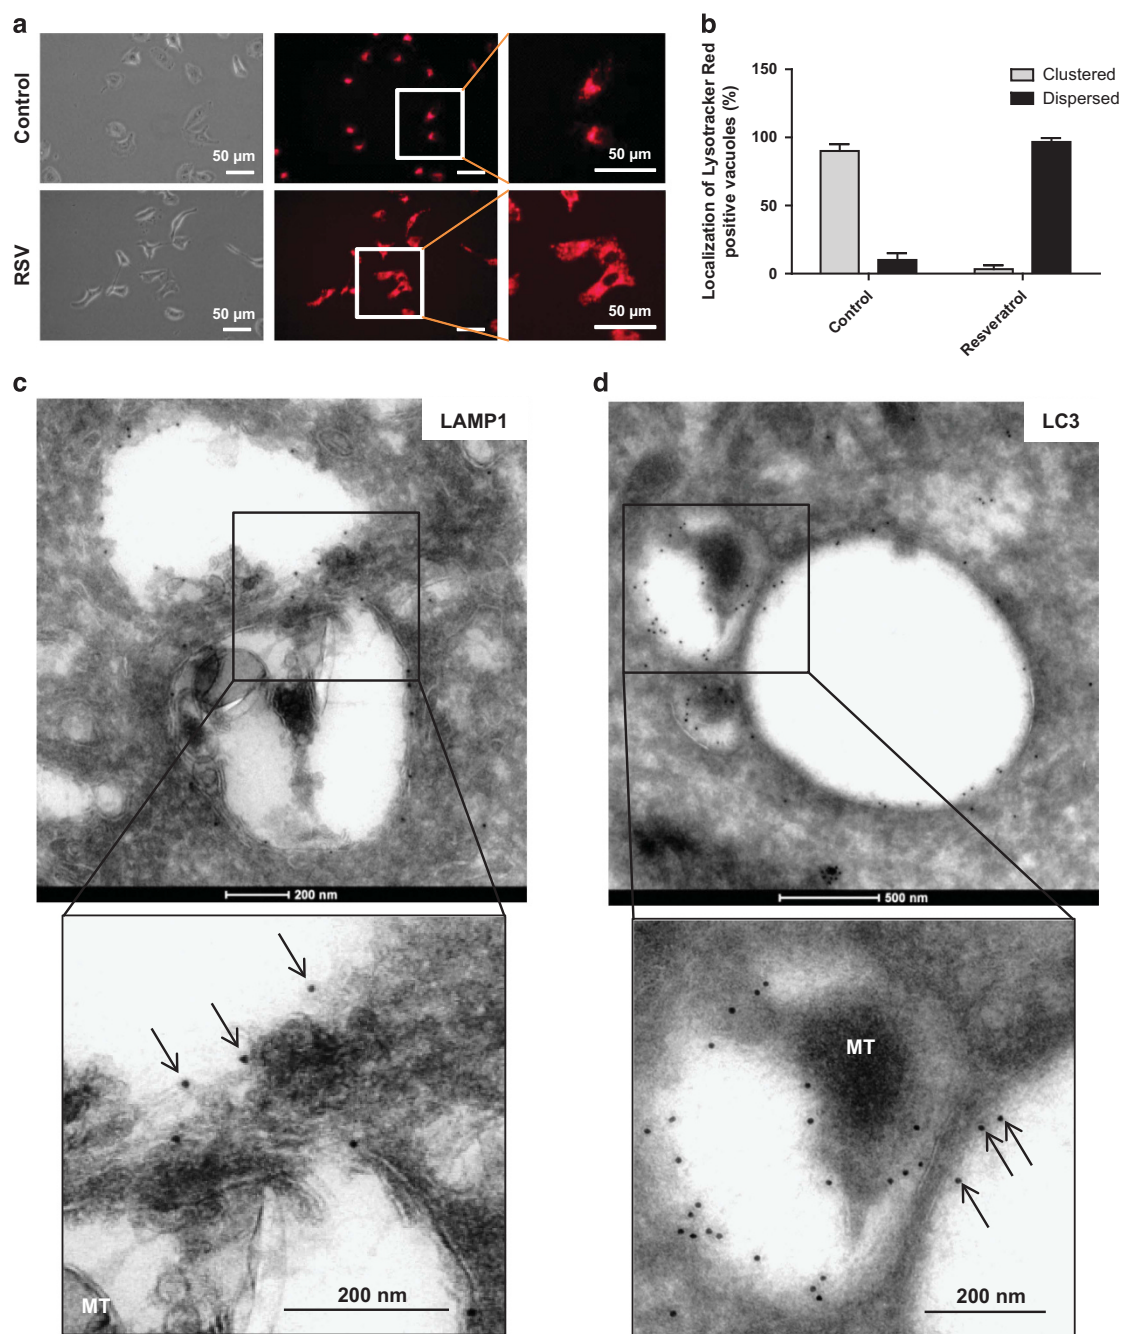 a
Control
50 µm
50 µm
RSV
50 µm
50 µm
b
Localization of Lysotracker Red
positive vacuoles (%)
150
100
50
0
Clustered
Dispersed
Control
Resveratrol
c
LAMP1
200 nm
MT
200 nm
d
LC3
500 nm
MT
200 nm